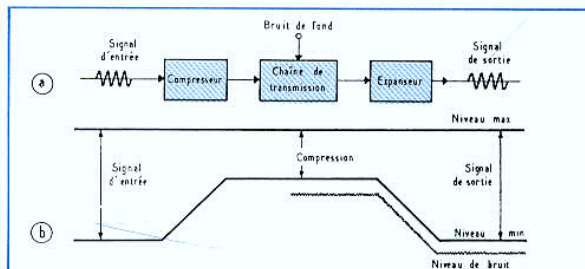 Bruit de fond
Signal
d'entrée
Signal
de sortie
a
Compresseur
Chaîne de
transmission
Expanseur
Niveau max
Signal
d'entrée
Compression
Signal
de sortie
b
Niveau min
Niveau de bruit